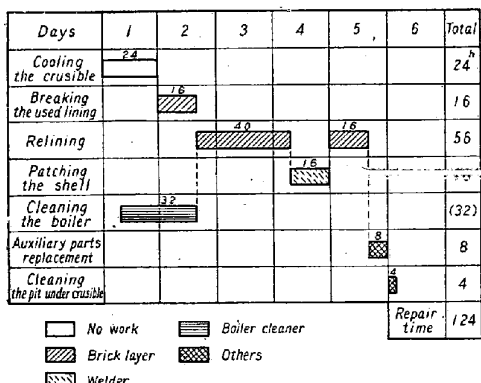 Days 1 2 3 4 5 6 Total
Cooling the crusible 24 24h
Breaking the used lining 16 16
Relining 40 16 56
Patching the shell 16
Cleaning the boiler 32 (32)
Auxiliary parts replacement 8 8
Cleaning the pit under crusible 4 4
Repair time 124
No work Boiler cleaner
Brick layer Others
Welder